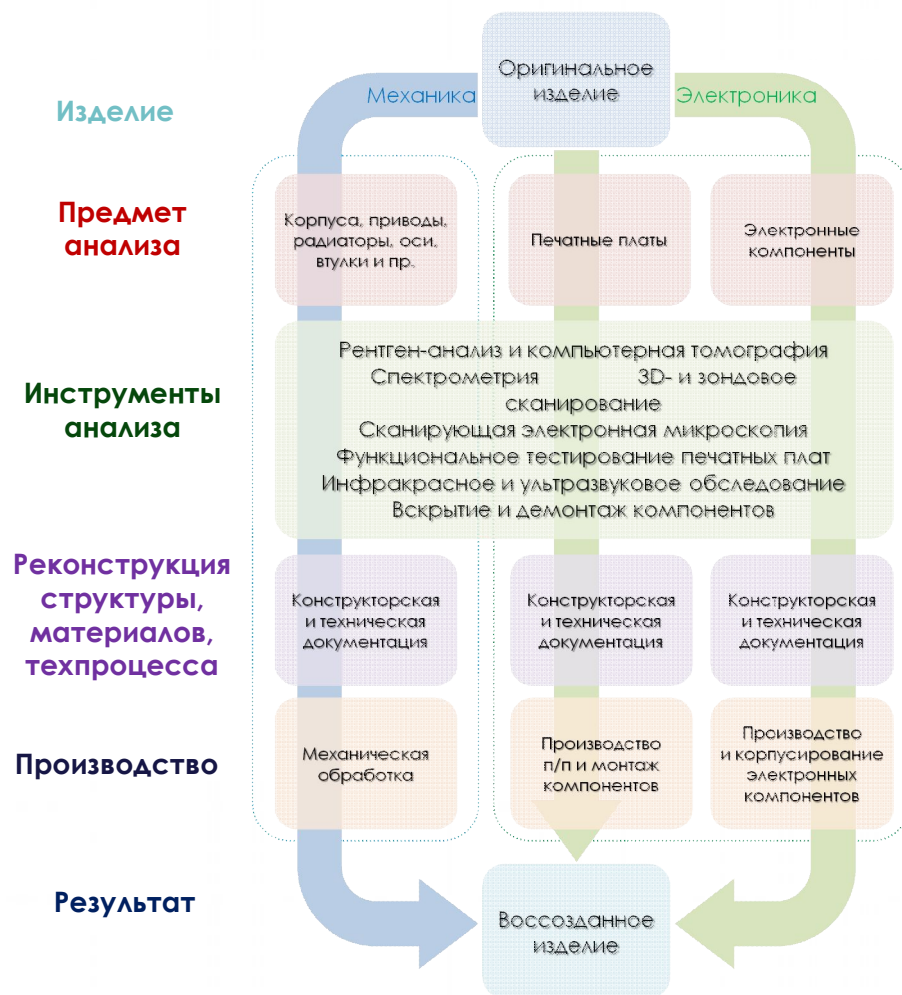 Оригинальное
изделие
Механика
Электроника
Изделие
Предмет
анализа
Корпуса, приводы,
радиаторы, оси,
втулки и пр.
Печатные платы
Электронные
компоненты
Инструменты
анализа
Рентген-анализ и компьютерная томография
Спектрометрия 3D- и зондовое
сканирование
Сканирующая электронная микроскопия
Функциональное тестирование печатных плат
Инфракрасное и ультразвуковое обследование
Вскрытие и демонтаж компонентов
Реконструкция
структуры,
материалов,
техпроцесса
Конструкторская
и техническая
документация
Конструкторская
и техническая
документация
Конструкторская
и техническая
документация
Производство
Механическая
обработка
Производство
п/п и монтаж
компонентов
Производство
и корпусирование
электронных
компонентов
Результат
Воссозданное
изделие